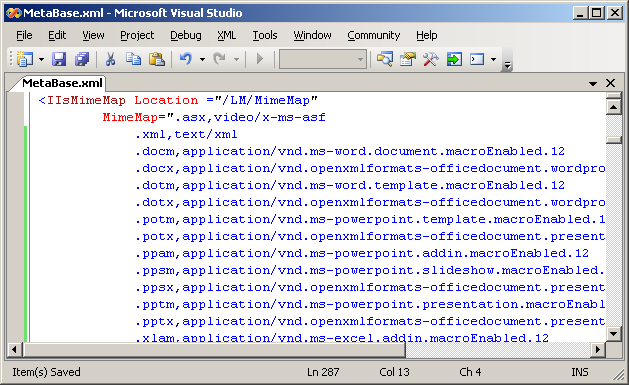 MetaBase.xml - Microsoft Visual Studio
File Edit View Project Debug XML Tools Window Community Help
MetaBase.xml
<IIsMimeMap Location ="/LM/MimeMap"
MimeMap=".asx,video/x-ms-asf
.xml,text/xml
.docm,application/vnd.ms-word.document.macroEnabled.12
.docx,application/vnd.openxmlformats-officedocument.wordpro
.dotm,application/vnd.ms-word.template.macroEnabled.12
.dotx,application/vnd.openxmlformats-officedocument.wordpro
.potm,application/vnd.ms-powerpoint.template.macroEnabled.1
.potx,application/vnd.openxmlformats-officedocument.present
.ppam,application/vnd.ms-powerpoint.addin.macroEnabled.12
.ppsm,application/vnd.ms-powerpoint.slideshow.macroEnabled.
.ppsx,application/vnd.openxmlformats-officedocument.present
.pptm,application/vnd.ms-powerpoint.presentation.macroEnabl
.pptx,application/vnd.openxmlformats-officedocument.present
.xlam,application/vnd.ms-excel.addin.macroEnabled.12
Item(s) Saved Ln 287 Col 13 Ch 4 INS